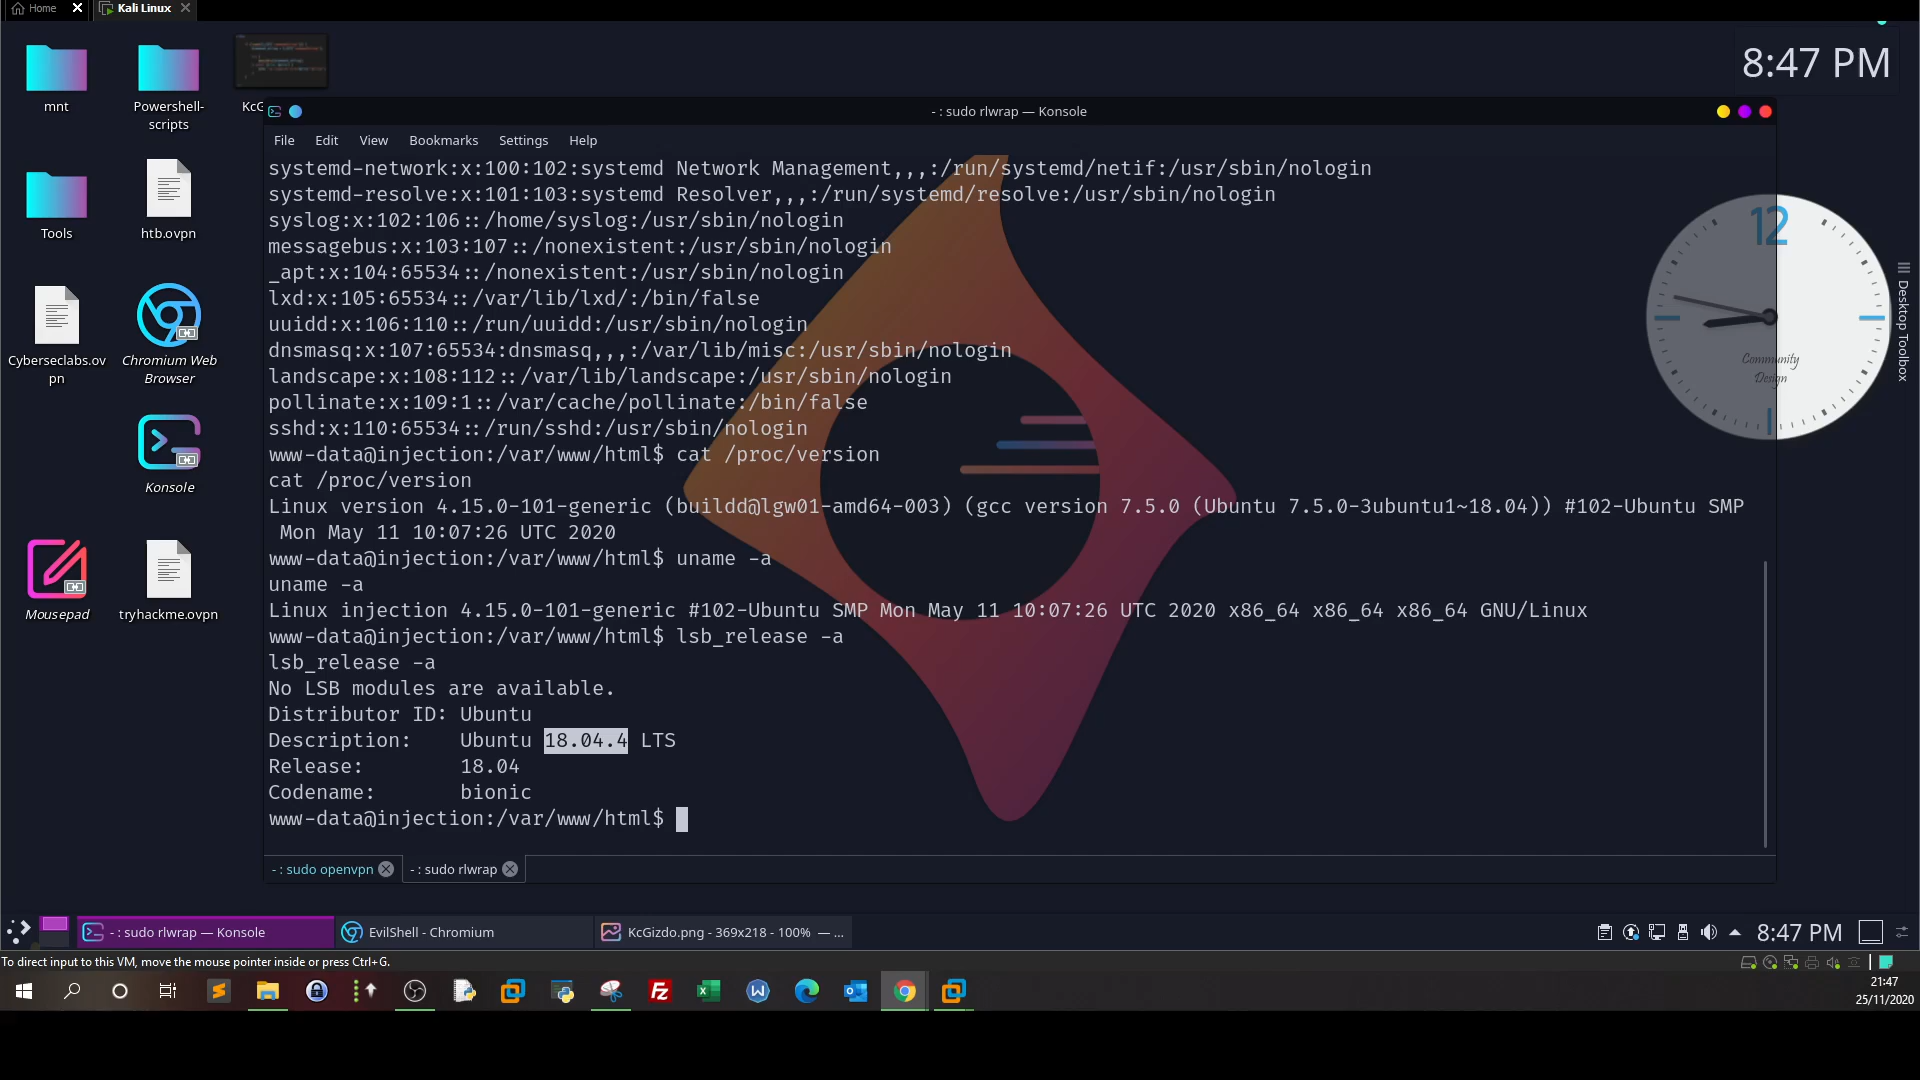 Home
Kali Linux
mnt
Powershell-
scripts
KcG
8:47 PM
- : sudo rlwrap — Konsole
File Edit View Bookmarks Settings Help
systemd-network:x:100:102:systemd Network Management,,,:/run/systemd/netif:/usr/sbin/nologin
systemd-resolve:x:101:103:systemd Resolver,,,:/run/systemd/resolve:/usr/sbin/nologin
syslog:x:102:106::/home/syslog:/usr/sbin/nologin
messagebus:x:103:107::/nonexistent:/usr/sbin/nologin
_apt:x:104:65534::/nonexistent:/usr/sbin/nologin
lxd:x:105:65534::/var/lib/lxd/:/bin/false
uuidd:x:106:110::/run/uuidd:/usr/sbin/nologin
dnsmasq:x:107:65534:dnsmasq,,,:/var/lib/misc:/usr/sbin/nologin
landscape:x:108:112::/var/lib/landscape:/usr/sbin/nologin
pollinate:x:109:1::/var/cache/pollinate:/bin/false
sshd:x:110:65534::/run/sshd:/usr/sbin/nologin
www-data@injection:/var/www/html$ cat /proc/version
cat /proc/version
Linux version 4.15.0-101-generic (buildd@lgw01-amd64-003) (gcc version 7.5.0 (Ubuntu 7.5.0-3ubuntu1~18.04)) #102-Ubuntu SMP
Mon May 11 10:07:26 UTC 2020
www-data@injection:/var/www/html$ uname -a
uname -a
Linux injection 4.15.0-101-generic #102-Ubuntu SMP Mon May 11 10:07:26 UTC 2020 x86_64 x86_64 x86_64 GNU/Linux
www-data@injection:/var/www/html$ lsb_release -a
lsb_release -a
No LSB modules are available.
Distributor ID: Ubuntu
Description: Ubuntu 18.04.4 LTS
Release: 18.04
Codename: bionic
www-data@injection:/var/www/html$
- : sudo openvpn
- : sudo rlwrap
Tools
htb.ovpn
Cyberseclabs.ov
pn
Chromium Web
Browser
Konsole
Mousepad
tryhackme.ovpn
12
Community
Design
Desktop Toolbox
- : sudo rlwrap — Konsole
EvilShell - Chromium
KcGizdo.png - 369x218 - 100% — ...
8:47 PM
To direct input to this VM, move the mouse pointer inside or press Ctrl+G.
21:47
25/11/2020